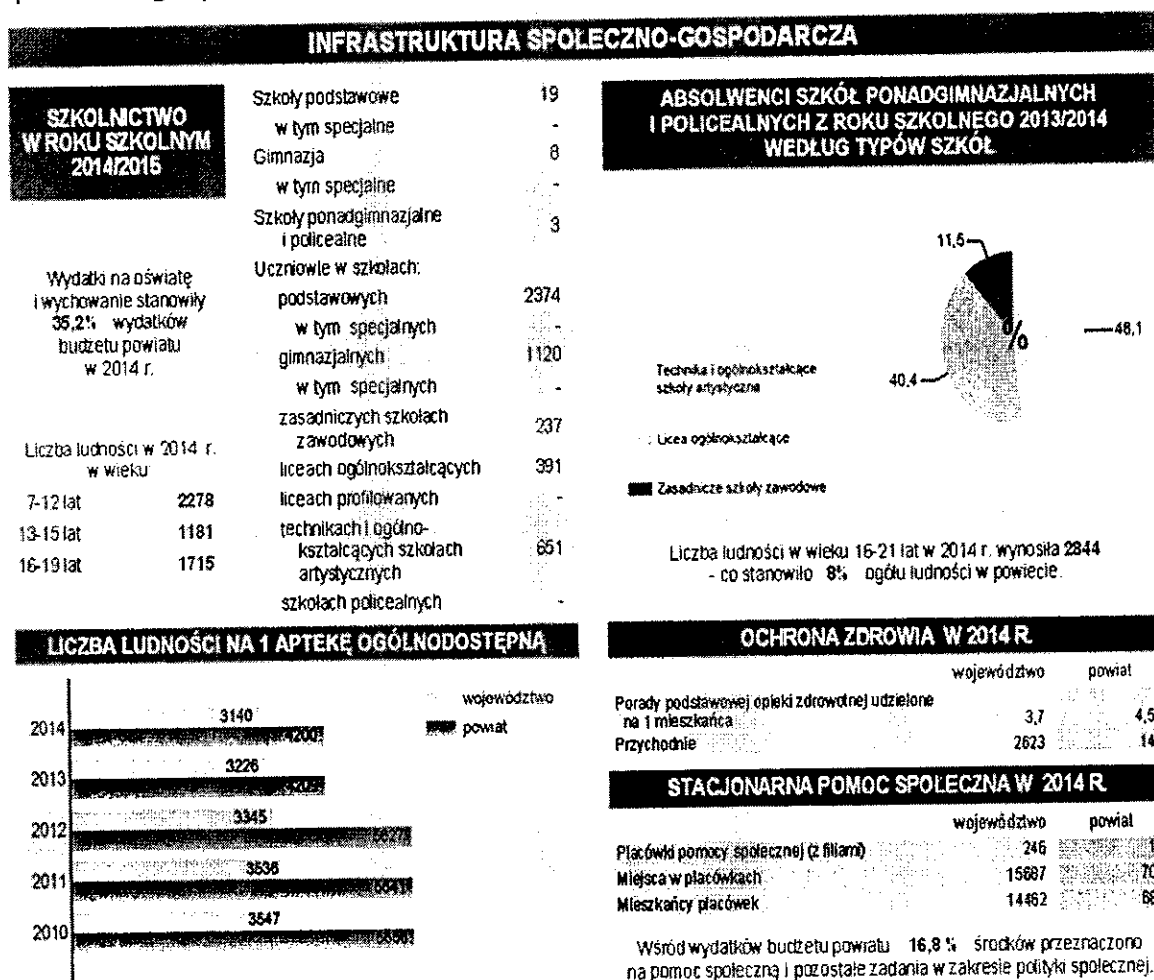 INFRASTRUKTURA SPOŁECZNO-GOSPODARCZA
SZKOLNICTWO
W ROKU SZKOLNYM
2014/2015
Wydatki na oświatę
i wychowanie stanowiły
35,2% wydatków
budżetu powiatu
w 2014 r.
Liczba ludności w 2014 r.
w wieku
7-12 lat 2278
13-15 lat 1181
16-19 lat 1715
Szkoły podstawowe 19
w tym specjalne -
Gimnazja 8
w tym specjalne -
Szkoły ponadgimnazjalne
i policealne 3
Uczniowie w szkołach:
podstawowych 2374
w tym specjalnych -
gimnazjalnych 1120
w tym specjalnych -
zasadniczych szkołach
zawodowych 237
liceach ogólnokształcących 391
liceach profilowanych -
technikach i ogólno-
kształcących szkołach 651
artystycznych
szkołach policealnych -
ABSOLWENCI SZKÓŁ PONADGIMNAZJALNYCH
I POLICEALNYCH Z ROKU SZKOLNEGO 2013/2014
WEDŁUG TYPÓW SZKÓŁ
11,5
%
48,1
40,4
Technika i ogólnokształcące
szkoły artystyczne
Licea ogólnokształcące
Zasadnicze szkoły zawodowe
Liczba ludności w wieku 16-21 lat w 2014 r. wynosiła 2844
- co stanowiło 8% ogółu ludności w powiecie.
LICZBA LUDNOŚCI NA 1 APTEKĘ OGÓLNODOSTĘPNĄ
województwo
powiat
2014 3140
4200
2013 3226
2012 3345
2011 3536
2010 3547
OCHRONA ZDROWIA W 2014 R.
województwo powiat
Porady podstawowej opieki zdrowotnej udzielone
na 1 mieszkańca 3,7 4,5
Przychodnie 2623 14
STACJONARNA POMOC SPOŁECZNA W 2014 R.
województwo powiat
Placówki pomocy społecznej (z filiami) 246 1
Miejsca w placówkach 15687 70
Mieszkańcy placówek 14462
Wśród wydatków budżetu powiatu 16,8 % środków przeznaczono
na pomoc społeczną i pozostałe zadania w zakresie polityki społecznej.